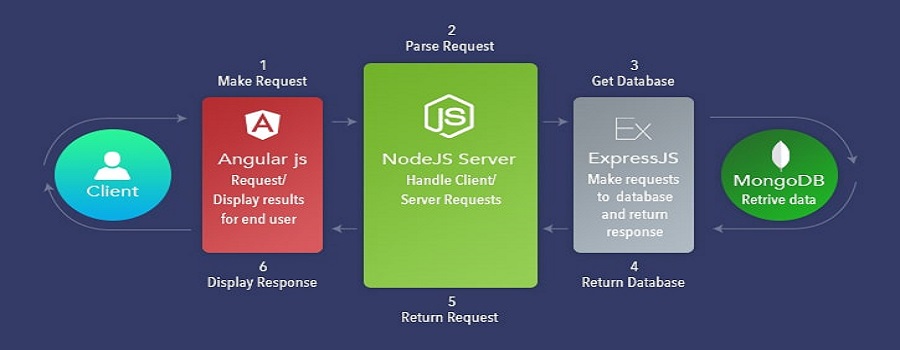 2
Parse Request
1
Make Request
3
Get Database
Client
A
Angular js
Request/
Display results
for end user
JS
NodeJS Server
Handle Client/
Server Requests
Ex
ExpressJS
Make requests
to database
and return
response
MongoDB
Retrive data
6
Display Response
4
Return Database
5
Return Request